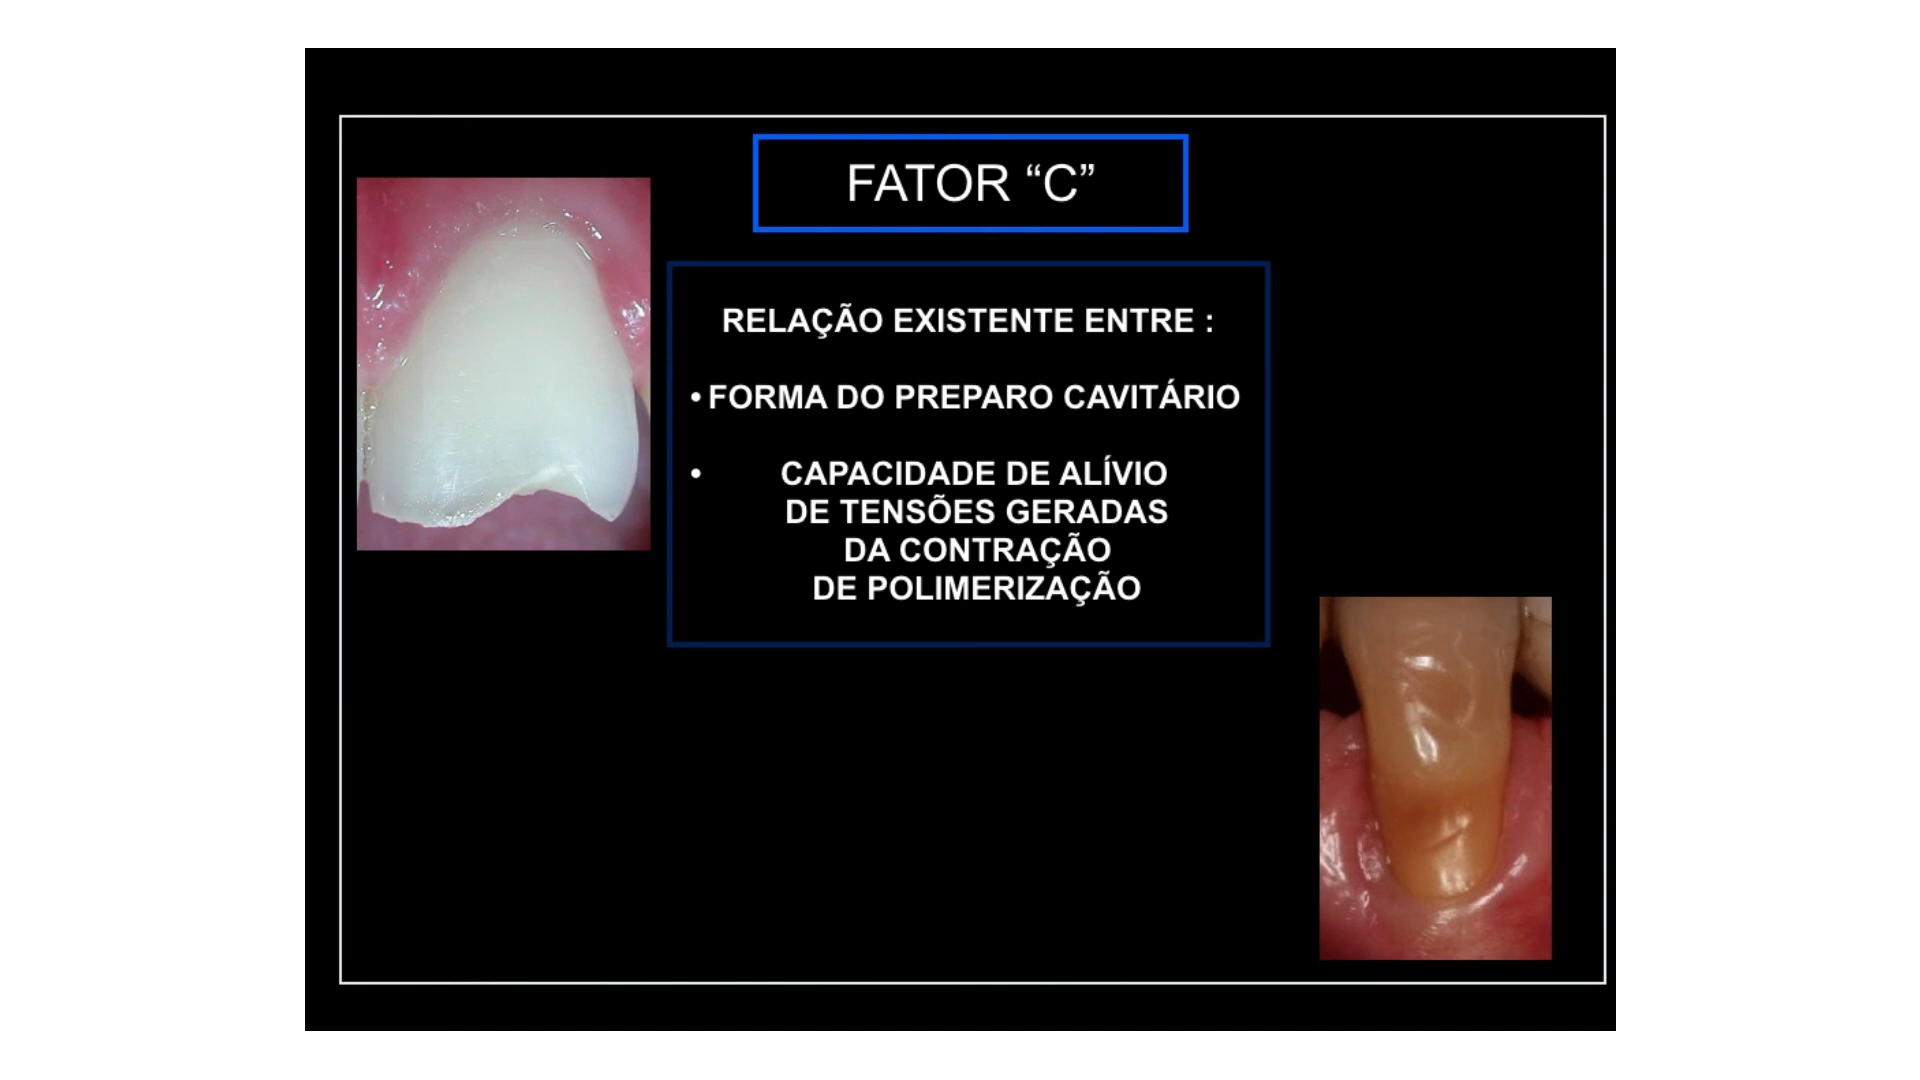 FATOR “C”
RELAÇÃO EXISTENTE ENTRE :
• FORMA DO PREPARO CAVITÁRIO
• CAPACIDADE DE ALÍVIO
DE TENSÕES GERADAS
DA CONTRAÇÃO
DE POLIMERIZAÇÃO